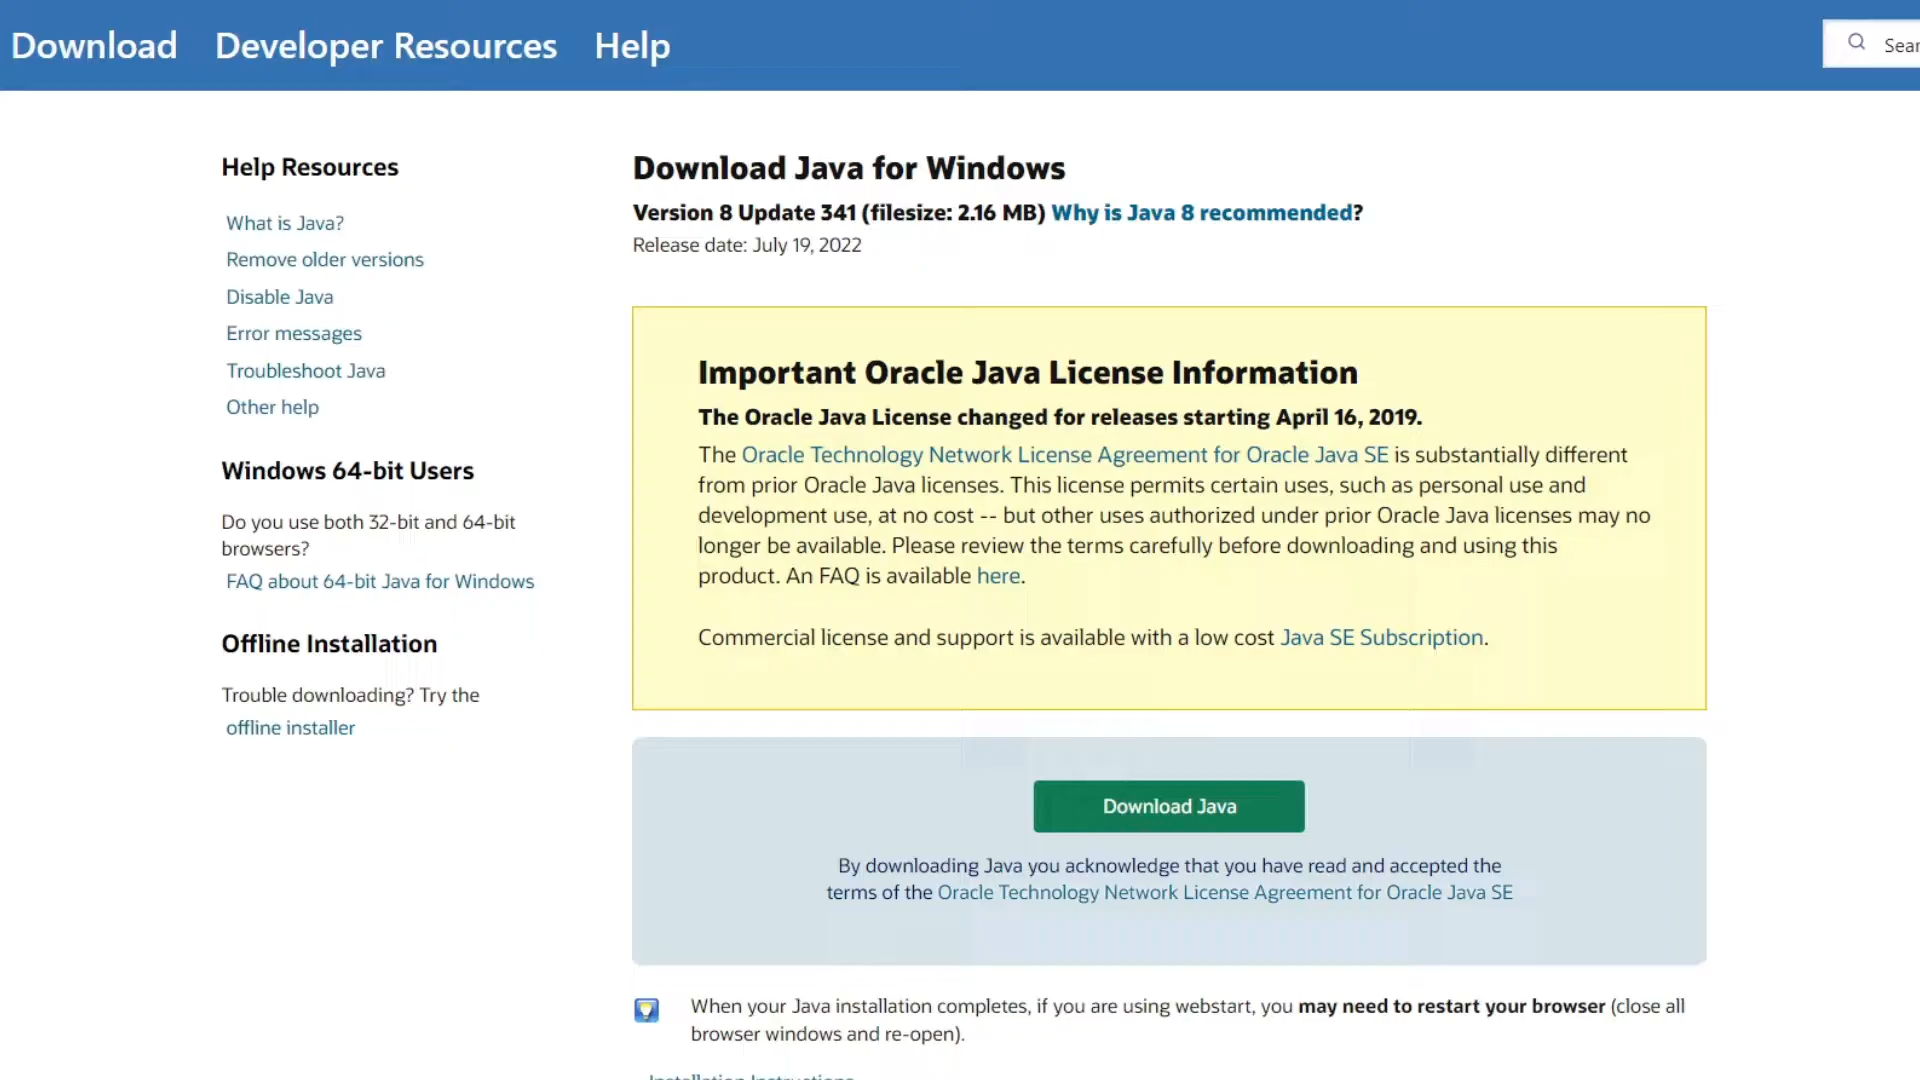 Download Developer Resources Help
Help Resources
What is Java?
Remove older versions
Disable Java
Error messages
Troubleshoot Java
Other help
Windows 64-bit Users
Do you use both 32-bit and 64-bit
browsers?
FAQ about 64-bit Java for Windows
Offline Installation
Trouble downloading? Try the
offline installer
Download Java for Windows
Version 8 Update 341 (filesize: 2.16 MB) Why is Java 8 recommended?
Release date: July 19, 2022
Important Oracle Java License Information
The Oracle Java License changed for releases starting April 16, 2019.
The Oracle Technology Network License Agreement for Oracle Java SE is substantially different
from prior Oracle Java licenses. This license permits certain uses, such as personal use and
development use, at no cost -- but other uses authorized under prior Oracle Java licenses may no
longer be available. Please review the terms carefully before downloading and using this
product. An FAQ is available here.
Commercial license and support is available with a low cost Java SE Subscription.
Download Java
By downloading Java you acknowledge that you have read and accepted the
terms of the Oracle Technology Network License Agreement for Oracle Java SE
When your Java installation completes, if you are using webstart, you may need to restart your browser (close all
browser windows and re-open).
Installation Instructions